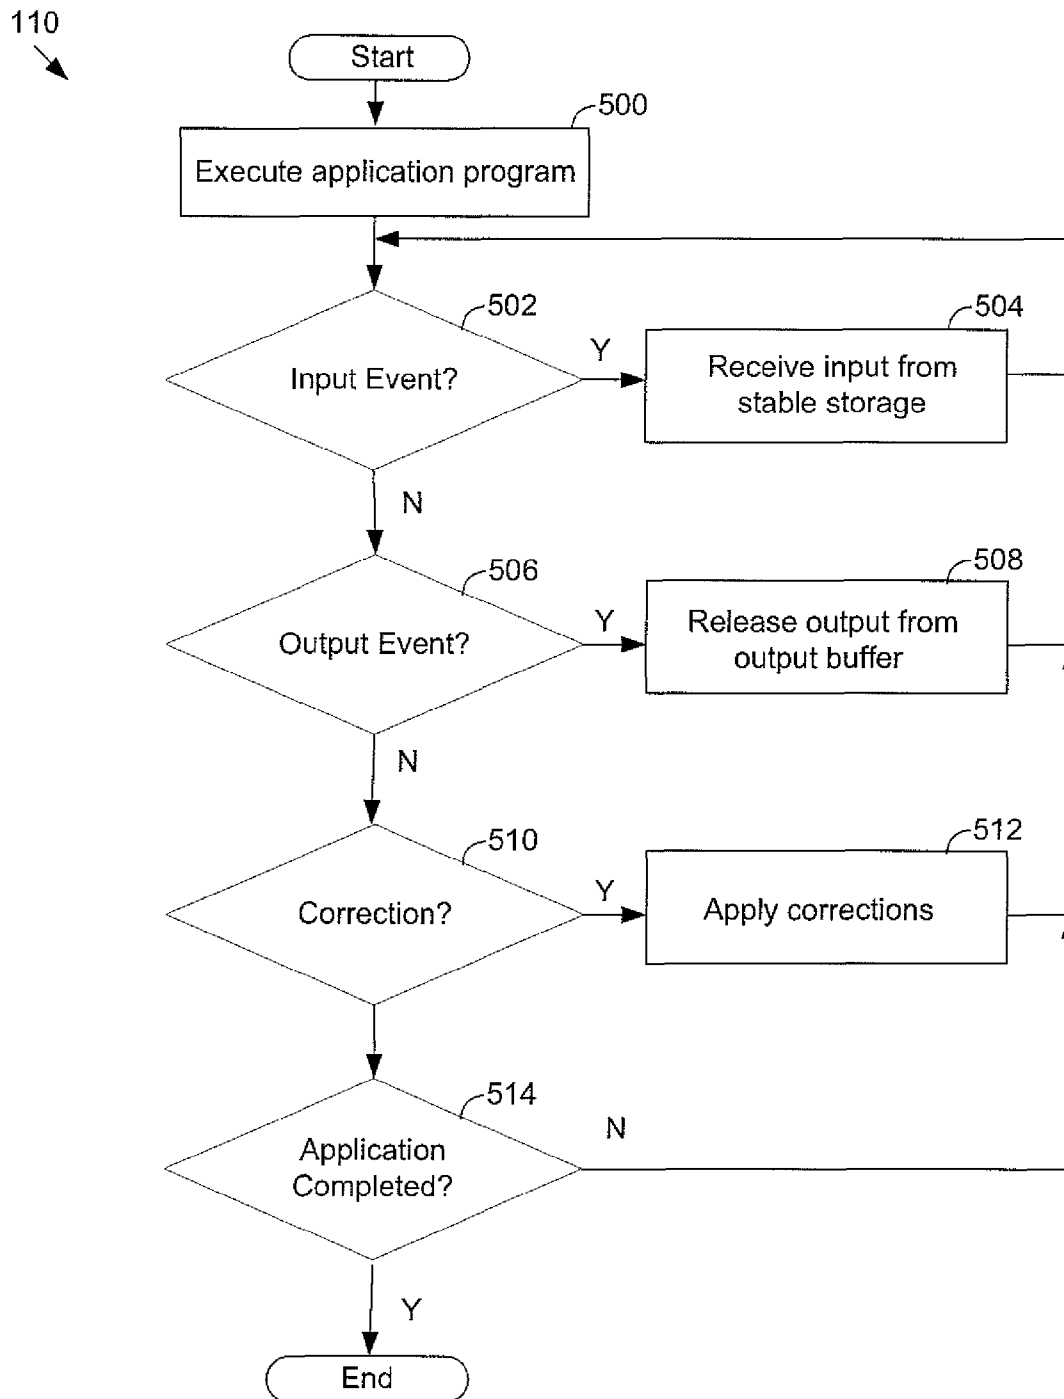 110
Start
500
Execute application program
502
504
Input Event?
Y
Receive input from
stable storage
N
506
508
Output Event?
Y
Release output from
output buffer
N
510
512
Correction?
Y
Apply corrections
514
Application
Completed?
N
Y
End